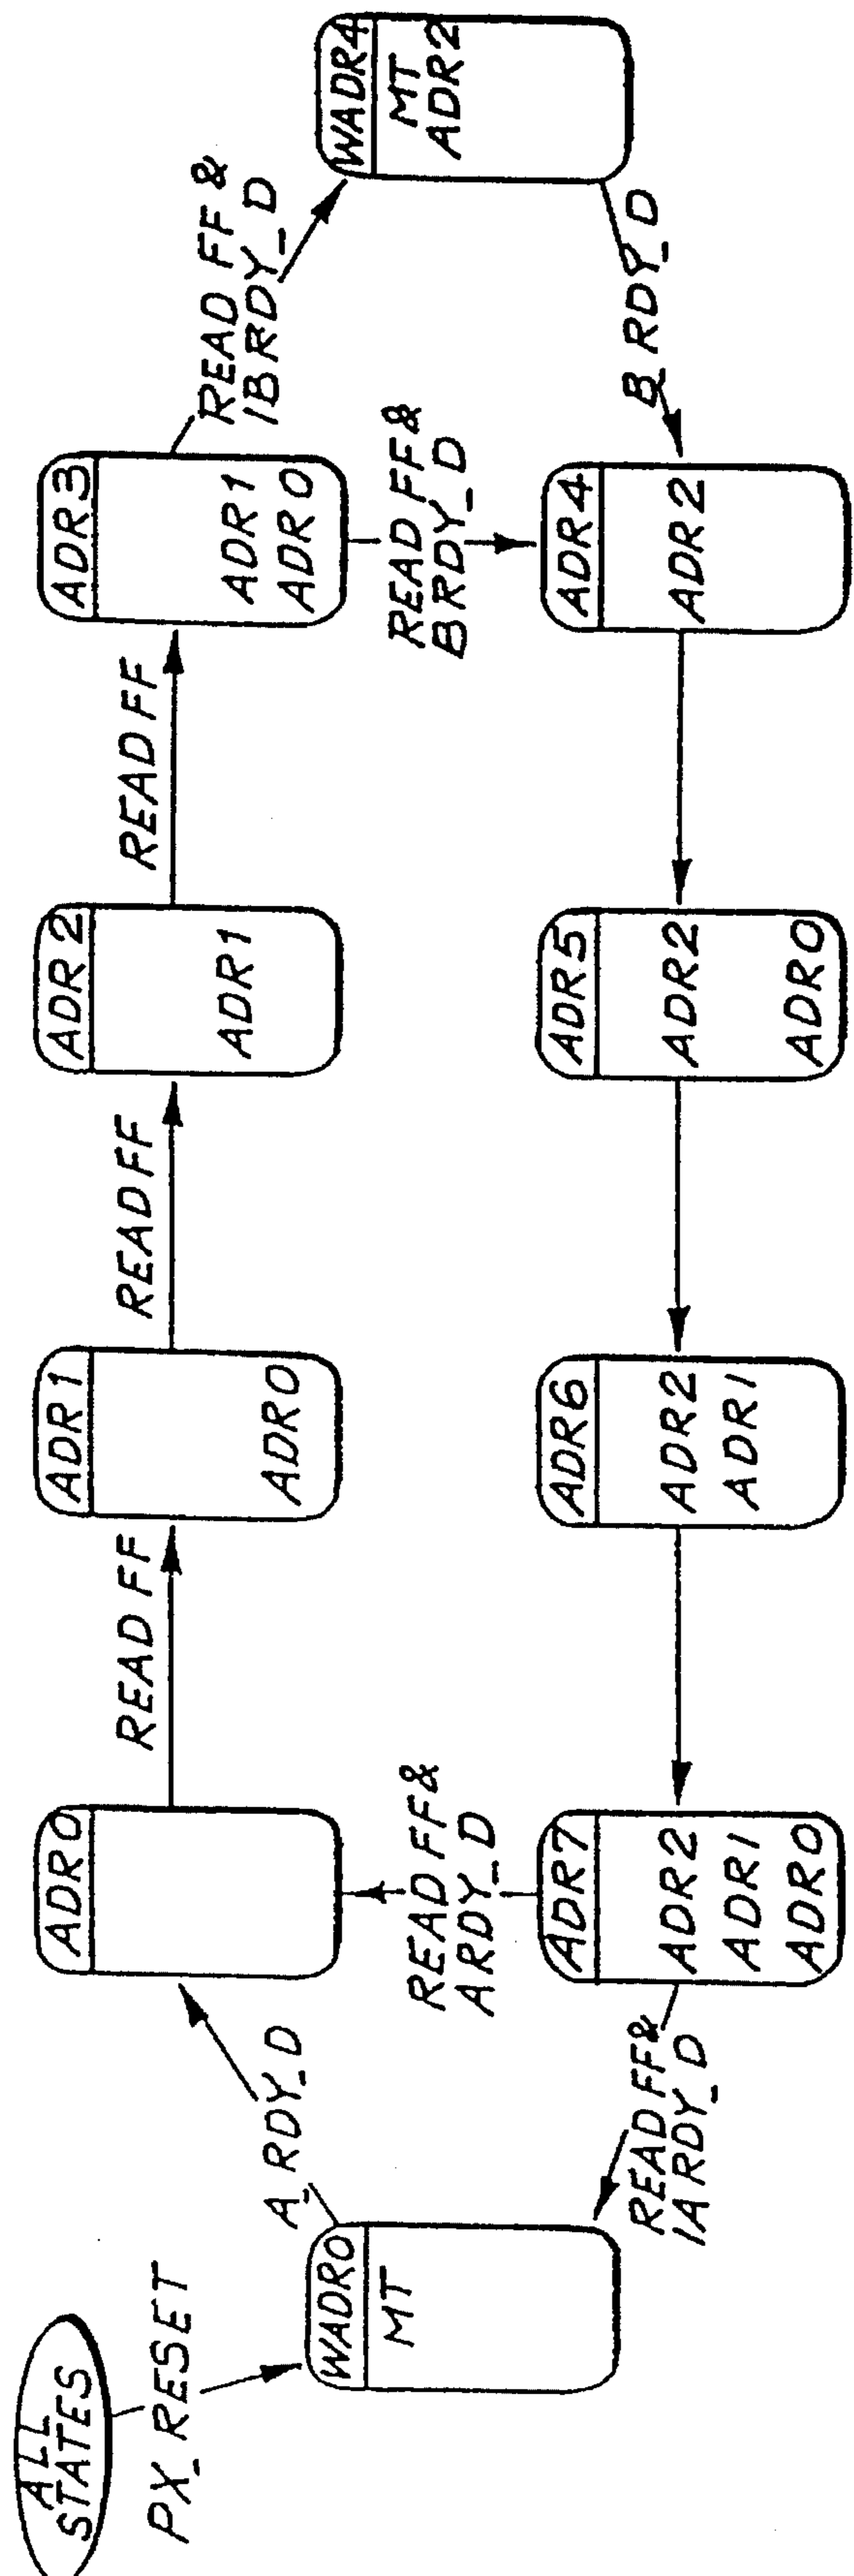 ALL
STATES
PX_RESET
WADR0
MT
A_RDY_D
ADR0
READ FF
ADR1
ADR0
READ FF
ADR2
ADR1
READ FF
ADR3
ADR1
ADR0
READ FF &
!BRDY_D
WADR4
MT
ADR2
READ FF &
BRDY_D
B_RDY_D
ADR4
ADR2
ADR5
ADR2
ADR0
ADR6
ADR2
ADR1
ADR7
ADR2
ADR1
ADR0
READ FF &
ARDY_D
READ FF &
!ARDY_D